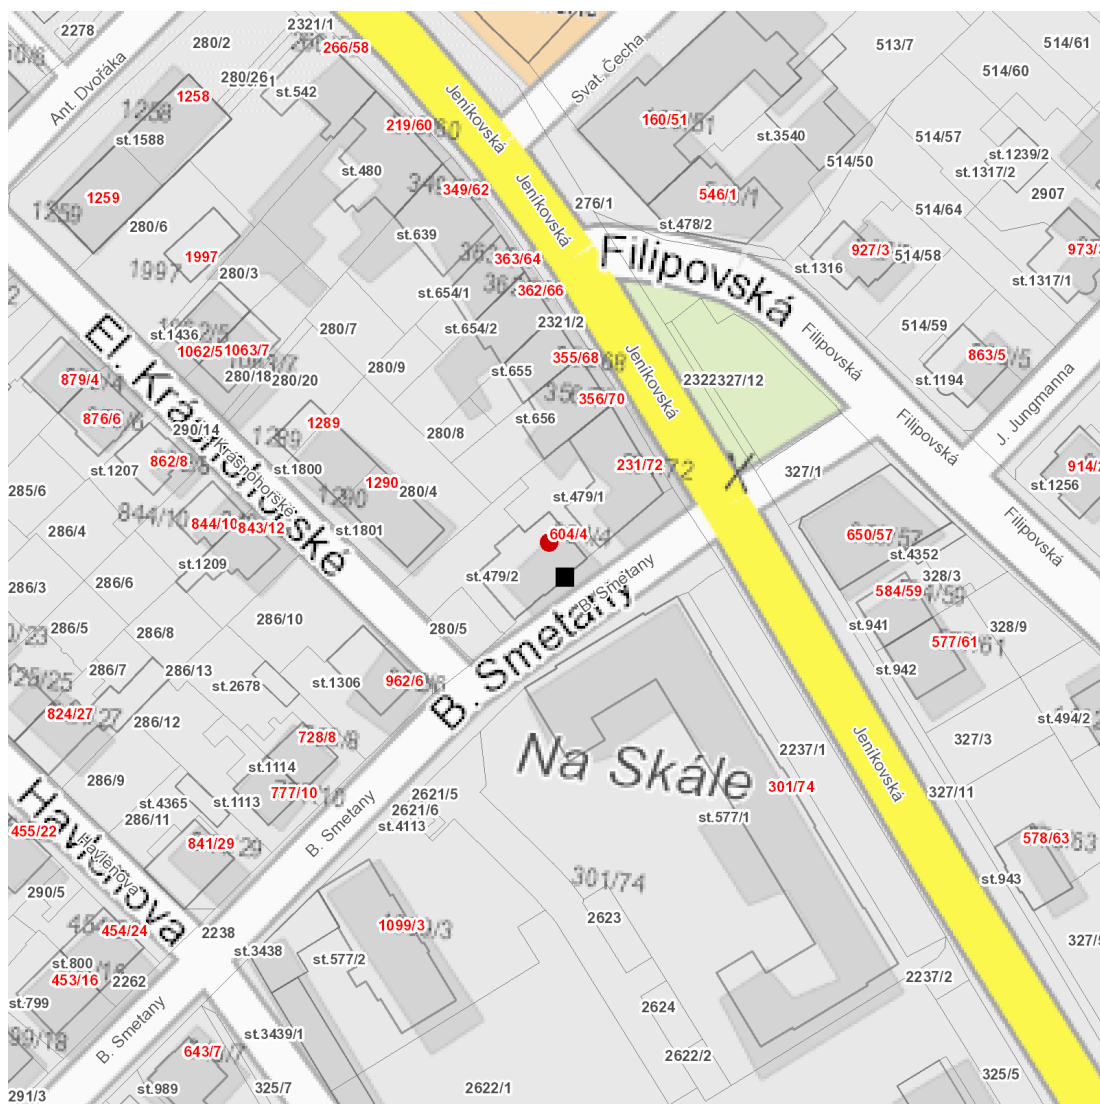 2278
280/2
2321/1
266/58
513/7
514/61
Ant. Dvořáka
1258
280/26
st.542
Jeníkovská
Svat. Čecha
514/60
st.1588
219/60
160/51
st.3540
514/57
st.1239/2
st.480
514/50
st.1317/2
1259
349/62
Jeníkovská
546/1
2907
1259
280/6
276/1
st.478/2
514/64
st.639
Filipovská
927/3
514/58
1997
363/64
st.1316
1997
280/3
362/66
st.1317/1
st.654/1
El. Krásnohorské
st.1436
280/7
st.654/2
2321/2
Filipovská
514/59
1062/5
1063/7
355/68
863/5
879/4
280/18
280/20
280/9
st.655
Jeníkovská
2322327/12
st.1194
356/70
876/6
290/14
1289
280/8
st.656
Filipovská
J. Jungmanna
Krásnohorské
st.1207
862/8
st.1800
231/72
X
327/1
285/6
1290
280/4
st.479/1
st.1256
844/10
844/10
843/12
st.1801
604/4
650/57
Filipovská
286/4
st.4352
286/3
286/6
st.1209
st.479/2
B. Smetany
328/3
584/59
286/5
286/8
286/10
280/5
B. Smetany
st.941
577/61
328/9
286/7
286/13
st.2678
st.1306
962/6
st.942
824/27
286/12
728/8
Na Skále
2237/1
Jeníkovská
st.494/2
327/3
286/9
st.1114
777/10
301/74
327/11
Havlíčkova
st.4365
st.1113
2621/5
2621/6
st.577/1
455/22
286/11
B. Smetany
st.4113
841/29
578/63
290/5
301/74
st.943
454/24
2238
1099/3
2623
st.3438
st.800
453/16
2262
st.577/2
2237/2
st.799
B. Smetany
2624
st.3439/1
643/7
2622/2
291/3
st.989
325/7
2622/1
325/5